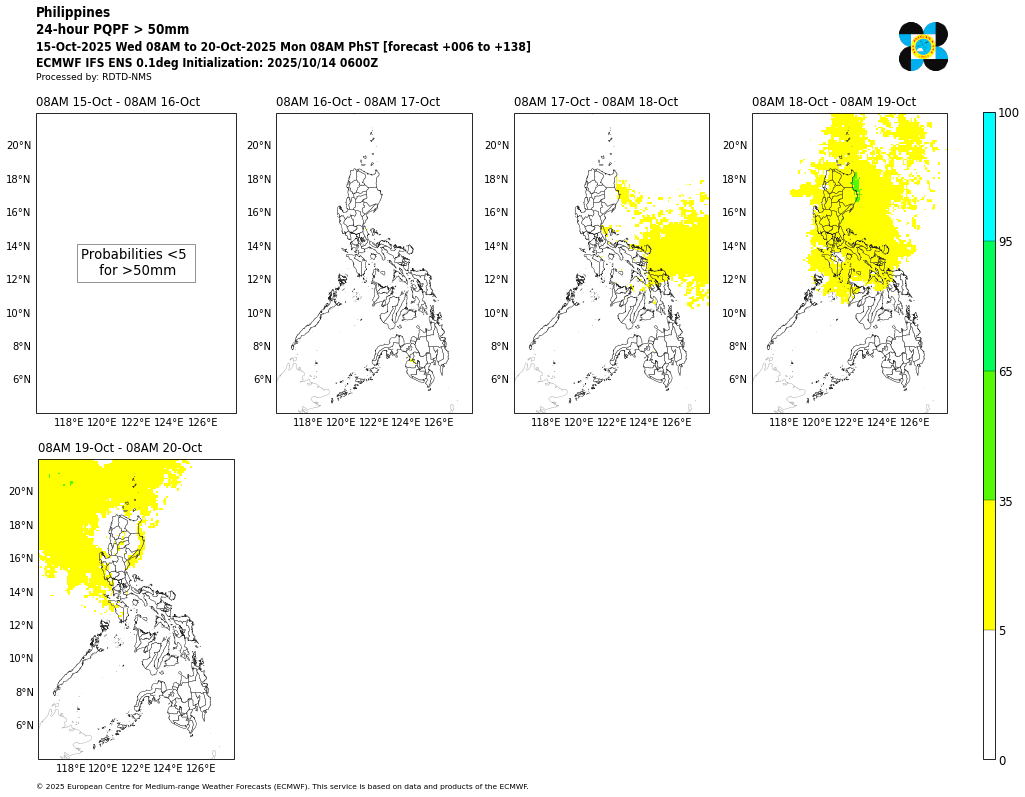 Philippines
24-hour PQPF > 50mm
15-Oct-2025 Wed 08AM to 20-Oct-2025 Mon 08AM PhST [forecast +006 to +138]
ECMWF IFS ENS 0.1deg Initialization: 2025/10/14 0600Z
Processed by: RDTD-NMS
08AM 15-Oct - 08AM 16-Oct
20°N
18°N
16°N
14°N
12°N
10°N
8°N
6°N
Probabilities <5
for >50mm
118°E 120°E 122°E 124°E 126°E
08AM 16-Oct - 08AM 17-Oct
20°N
18°N
16°N
14°N
12°N
10°N
8°N
6°N
118°E 120°E 122°E 124°E 126°E
08AM 17-Oct - 08AM 18-Oct
20°N
18°N
16°N
14°N
12°N
10°N
8°N
6°N
118°E 120°E 122°E 124°E 126°E
08AM 18-Oct - 08AM 19-Oct
20°N
18°N
16°N
14°N
12°N
10°N
8°N
6°N
118°E 120°E 122°E 124°E 126°E
100
95
65
35
5
0
08AM 19-Oct - 08AM 20-Oct
20°N
18°N
16°N
14°N
12°N
10°N
8°N
6°N
118°E 120°E 122°E 124°E 126°E
© 2025 European Centre for Medium-range Weather Forecasts (ECMWF). This service is based on data and products of the ECMWF.